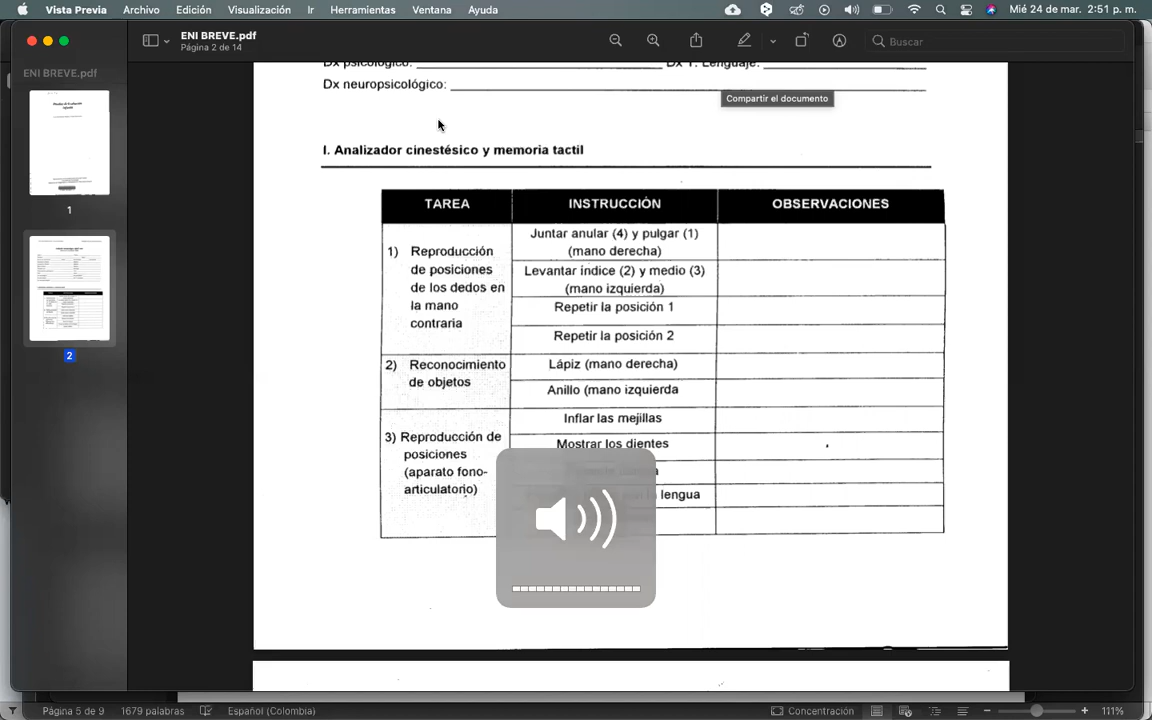 Vista Previa Archivo Edición Visualización Ir Herramientas Ventana Ayuda Mié 24 de mar. 2:51 p. m.
ENI BREVE.pdf
Página 2 de 14
Buscar
ENI BREVE.pdf
1
2
Dx psicológico: Dx T. Lenguaje:
Dx neuropsicológico:
Compartir el documento
I. Analizador cinestésico y memoria tactil
TAREA INSTRUCCIÓN OBSERVACIONES
1) Reproducción
de posiciones
de los dedos en
la mano
contraria
Juntar anular (4) y pulgar (1)
(mano derecha)
Levantar índice (2) y medio (3)
(mano izquierda)
Repetir la posición 1
Repetir la posición 2
2) Reconocimiento
de objetos
Lápiz (mano derecha)
Anillo (mano izquierda
3) Reproducción de
posiciones
(aparato fono-
articulatorio)
Inflar las mejillas
Mostrar los dientes
lengua
Página 5 de 9 1679 palabras Español (Colombia) Concentración 111%